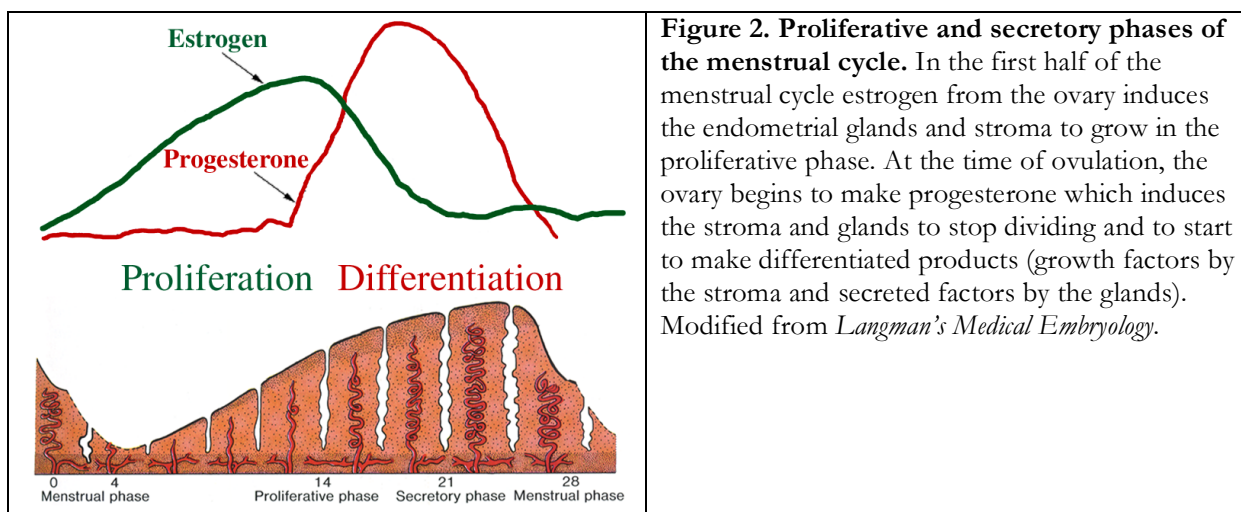 Estrogen
Progesterone
Proliferation Differentiation
0 4 14 21 28
Menstrual phase Proliferative phase Secretory phase Menstrual phase
Figure 2. Proliferative and secretory phases of
the menstrual cycle. In the first half of the
menstrual cycle estrogen from the ovary induces
the endometrial glands and stroma to grow in the
proliferative phase. At the time of ovulation, the
ovary begins to make progesterone which induces
the stroma and glands to stop dividing and to start
to make differentiated products (growth factors by
the stroma and secreted factors by the glands).
Modified from Langman's Medical Embryology.